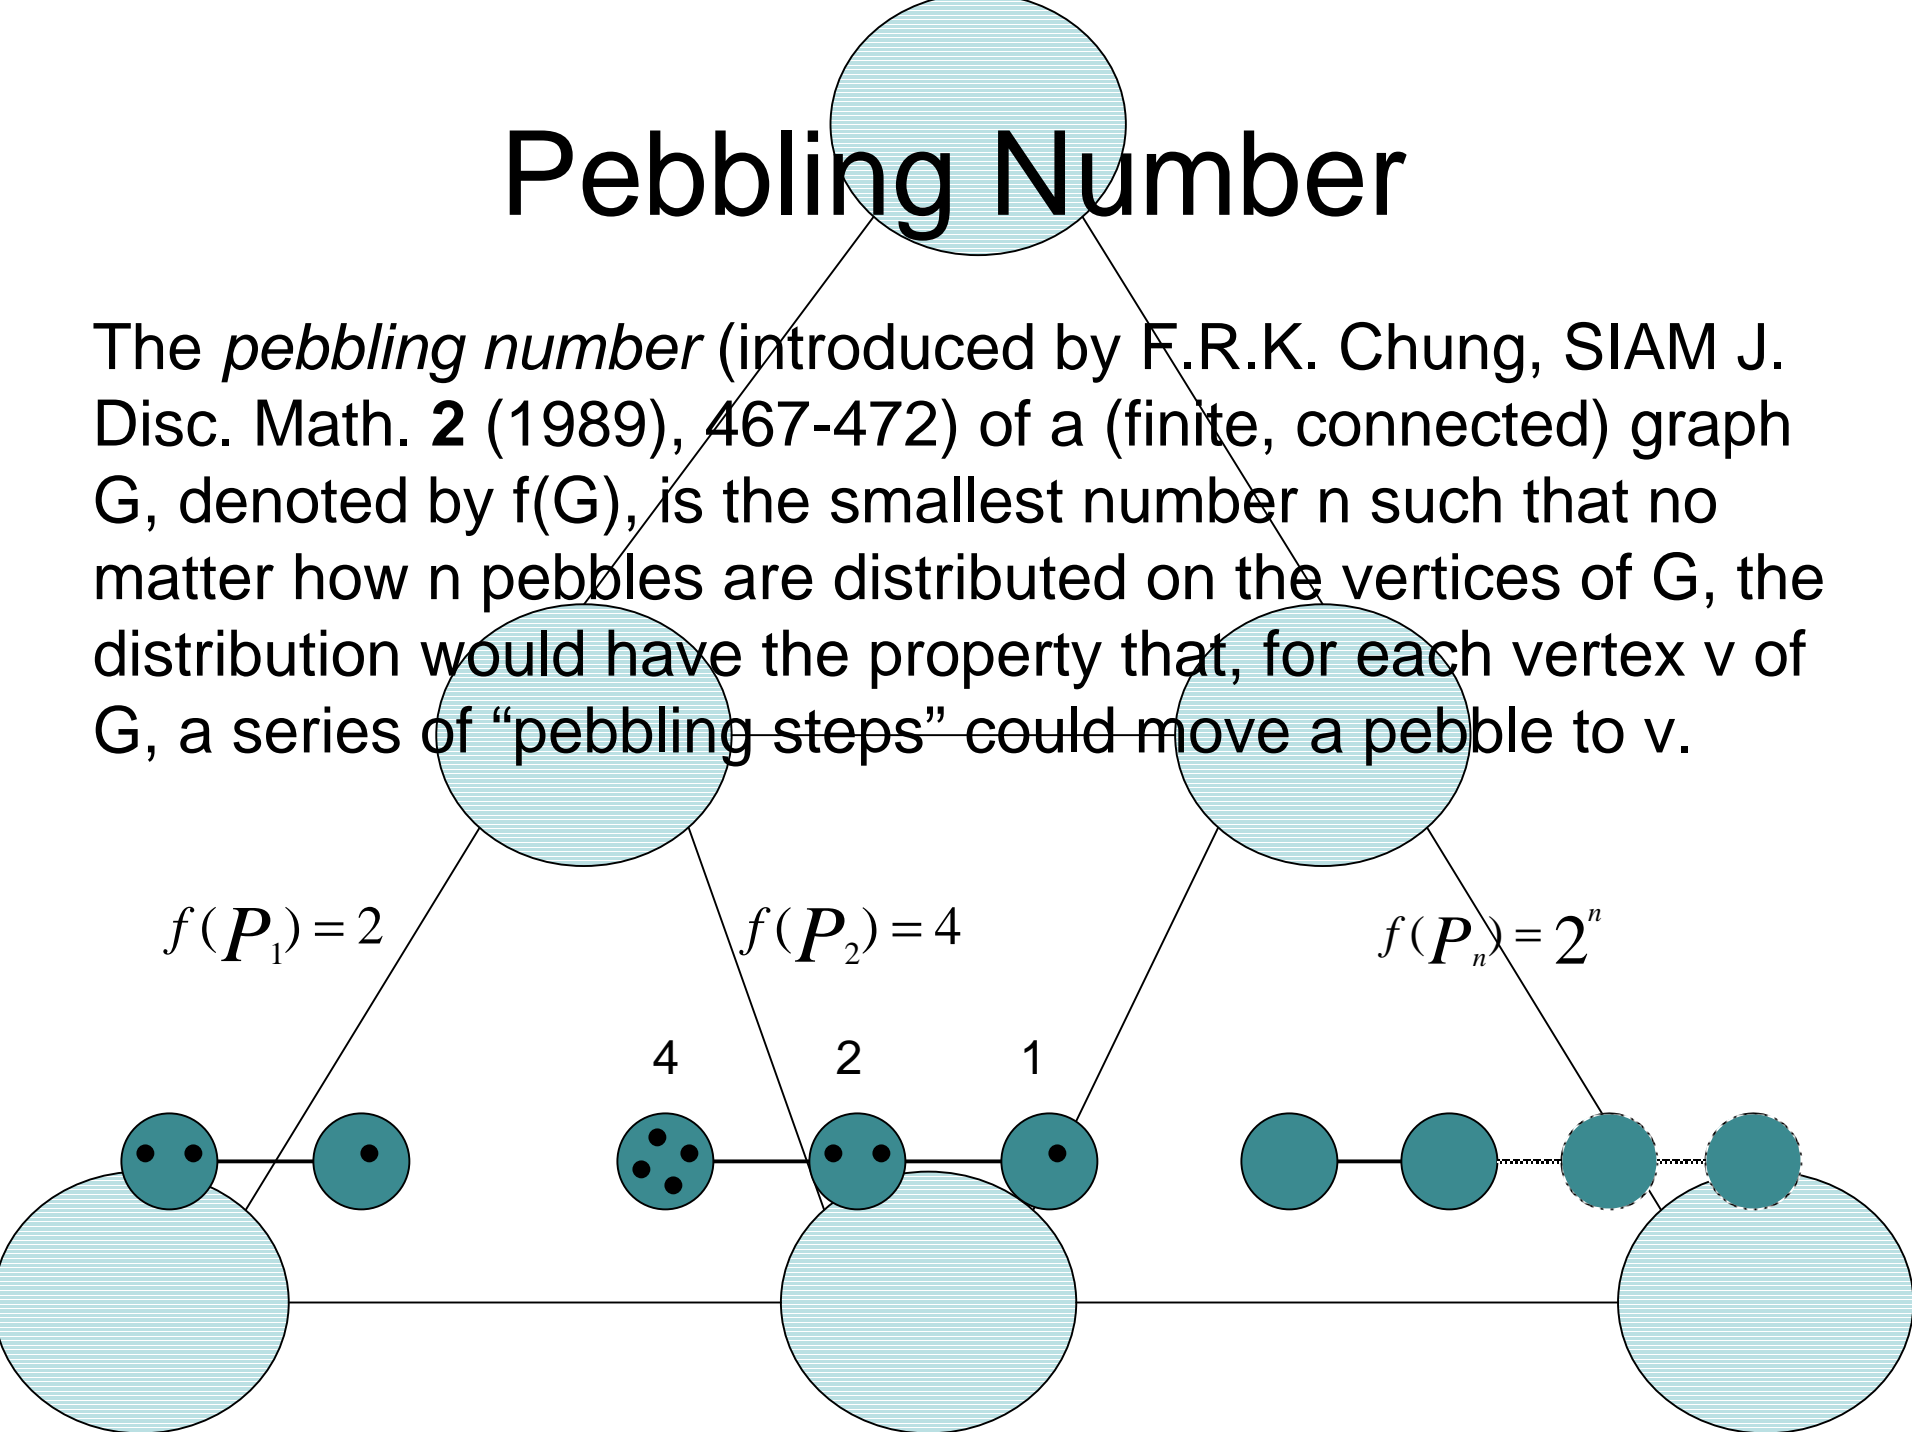 Pebbling Number
The pebbling number (introduced by F.R.K. Chung, SIAM J.
Disc. Math. 2 (1989), 467-472) of a (finite, connected) graph
G, denoted by f(G), is the smallest number n such that no
matter how n pebbles are distributed on the vertices of G, the
distribution would have the property that, for each vertex v of
G, a series of “pebbling steps” could move a pebble to v.
f(P₁) = 2 f(P₂) = 4 f(Pₙ) = 2ⁿ
4 2 1